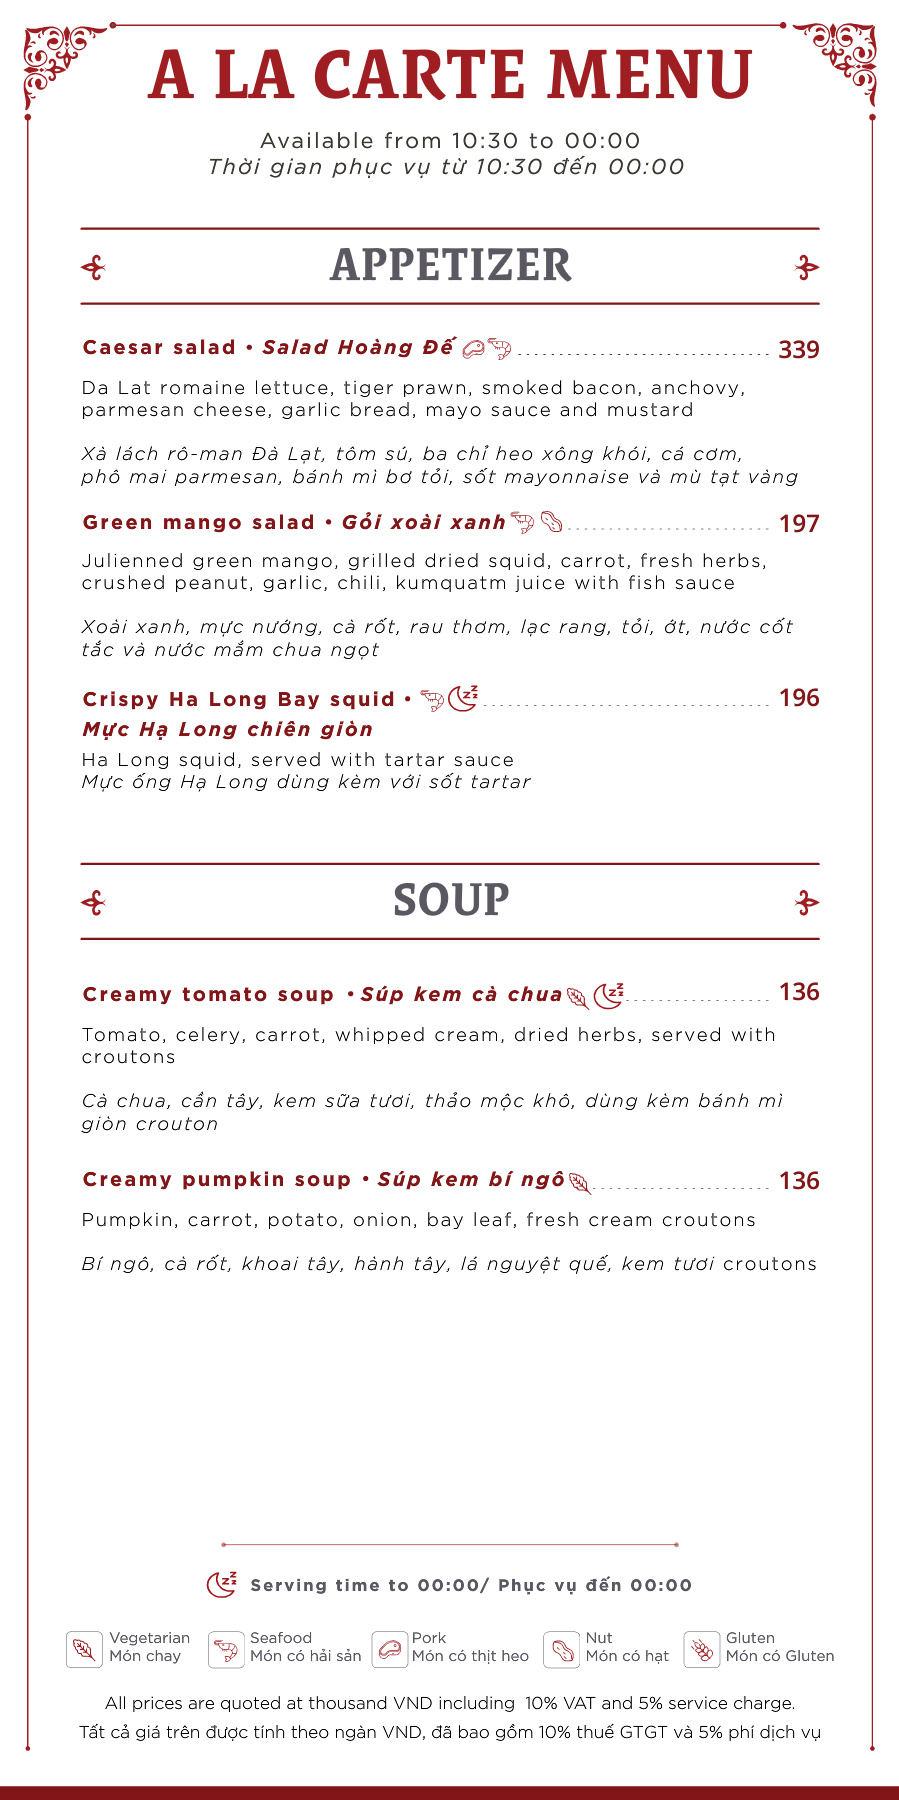 A LA CARTE MENU
Available from 10:30 to 00:00
Thời gian phục vụ từ 10:30 đến 00:00
APPETIZER
Caesar salad • Salad Hoàng Đế 339
Da Lat romaine lettuce, tiger prawn, smoked bacon, anchovy,
parmesan cheese, garlic bread, mayo sauce and mustard
Xà lách rô-man Đà Lạt, tôm sú, ba chỉ heo xông khói, cá cơm,
phô mai parmesan, bánh mì bơ tỏi, sốt mayonnaise và mù tạt vàng
Green mango salad • Gỏi xoài xanh 197
Julienned green mango, grilled dried squid, carrot, fresh herbs,
crushed peanut, garlic, chili, kumquatm juice with fish sauce
Xoài xanh, mực nướng, cà rốt, rau thơm, lạc rang, tỏi, ớt, nước cốt
tắc và nước mắm chua ngọt
Crispy Ha Long Bay squid • 196
Mực Hạ Long chiên giòn
Ha Long squid, served with tartar sauce
Mực ống Hạ Long dùng kèm với sốt tartar
SOUP
Creamy tomato soup • Súp kem cà chua 136
Tomato, celery, carrot, whipped cream, dried herbs, served with
croutons
Cà chua, cần tây, kem sữa tươi, thảo mộc khô, dùng kèm bánh mì
giòn crouton
Creamy pumpkin soup • Súp kem bí ngô 136
Pumpkin, carrot, potato, onion, bay leaf, fresh cream croutons
Bí ngô, cà rốt, khoai tây, hành tây, lá nguyệt quế, kem tươi croutons
Serving time to 00:00/ Phục vụ đến 00:00
Vegetarian Seafood Pork Nut Gluten
Món chay Món có hải sản Món có thịt heo Món có hạt Món có Gluten
All prices are quoted at thousand VND including 10% VAT and 5% service charge.
Tất cả giá trên được tính theo ngàn VND, đã bao gồm 10% thuế GTGT và 5% phí dịch vụ